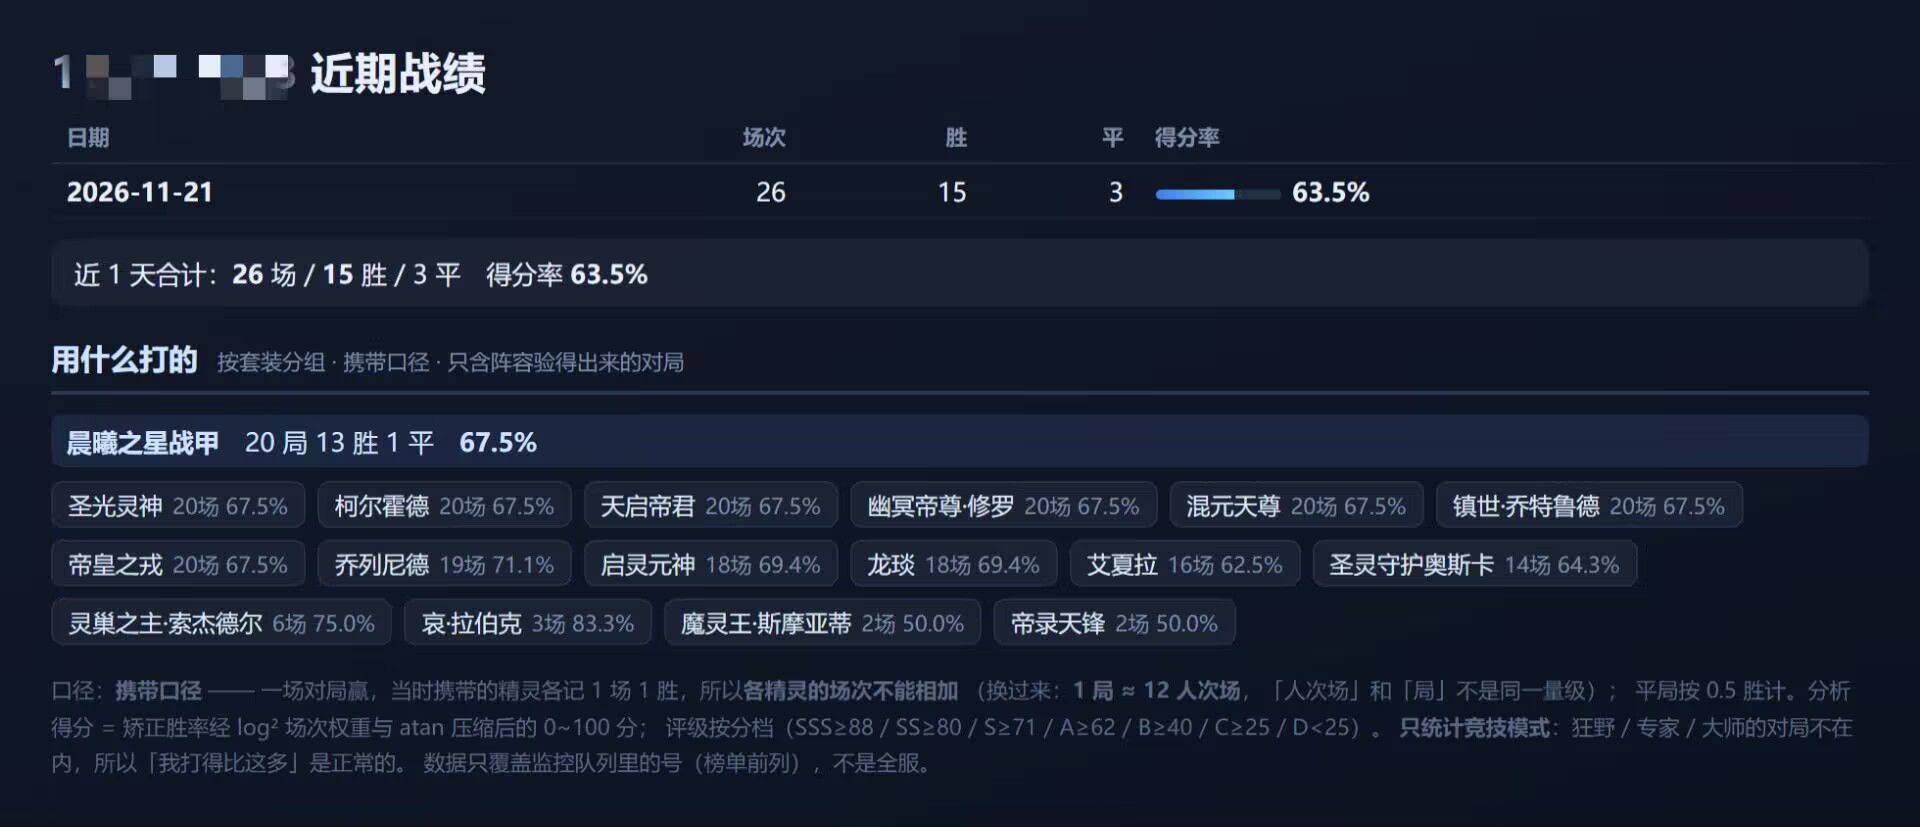 近期战绩
日期 场次 胜 平 得分率
2026-11-21 26 15 3 63.5%
近 1 天合计：26 场 / 15 胜 / 3 平 得分率 63.5%
用什么打的 按套装分组 · 携带口径 · 只含阵容验得出来的对局
晨曦之星战甲 20 局 13 胜 1 平 67.5%
圣光灵神 20场 67.5% 柯尔霍德 20场 67.5% 天启帝君 20场 67.5% 幽冥帝尊·修罗 20场 67.5% 混元天尊 20场 67.5% 镇世·乔特鲁德 20场 67.5%
帝皇之戎 20场 67.5% 乔列尼德 19场 71.1% 启灵元神 18场 69.4% 龙琰 18场 69.4% 艾夏拉 16场 62.5% 圣灵守护奥斯卡 14场 64.3%
灵巢之主·索杰德尔 6场 75.0% 哀·拉伯克 3场 83.3% 魔灵王·斯摩亚蒂 2场 50.0% 帝录天锋 2场 50.0%
口径：携带口径 —— 一场对局赢，当时携带的精灵各记 1 场 1 胜，所以各精灵的场次不能相加 （换过来：1 局 ≈ 12 人次场，「人次场」和「局」不是同一量级）； 平局按 0.5 胜计。分析
得分 = 矫正胜率经 log² 场次权重与 atan 压缩后的 0~100 分； 评级按分档（SSS≥88 / SS≥80 / S≥71 / A≥62 / B≥40 / C≥25 / D<25）。 只统计竞技模式：狂野 / 专家 / 大师的对局不在
内，所以「我打得比这多」是正常的。 数据只覆盖监控队列里的号（榜单前列），不是全服。